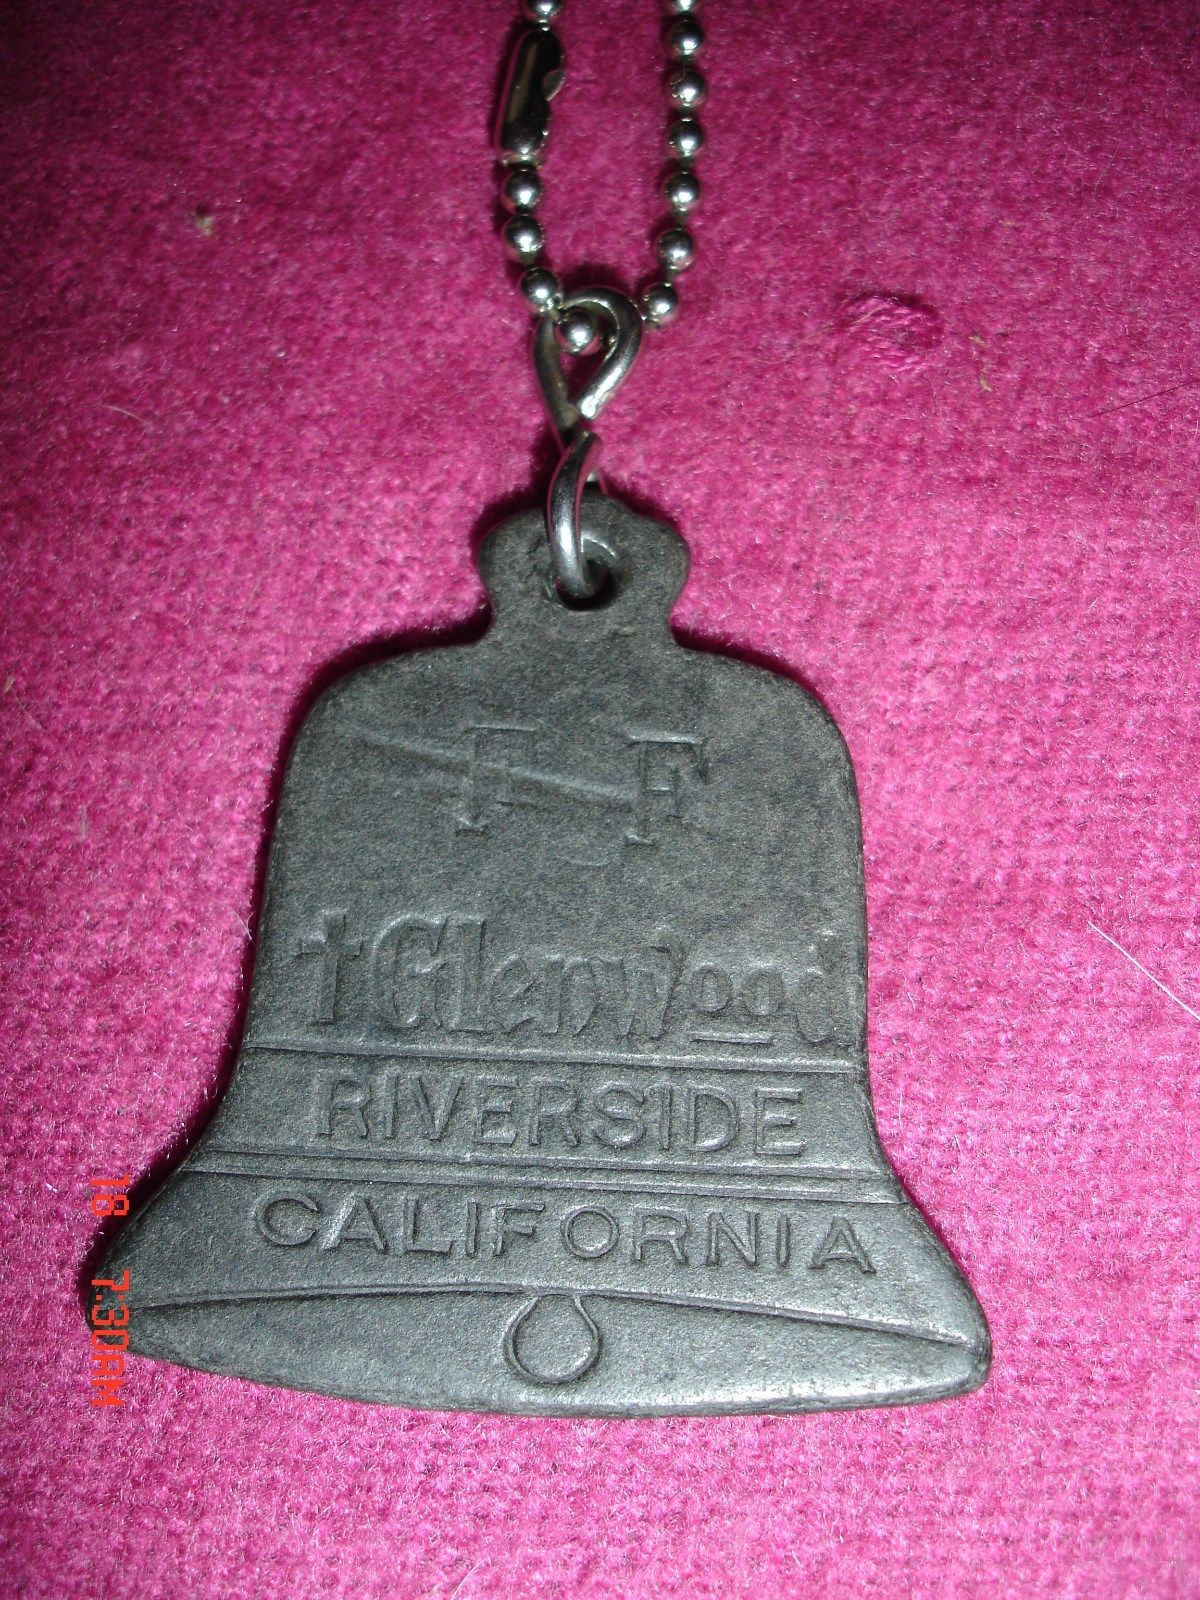 F F
†GLenWood
RIVERSIDE
CALIFORNIA
18 7:30AM